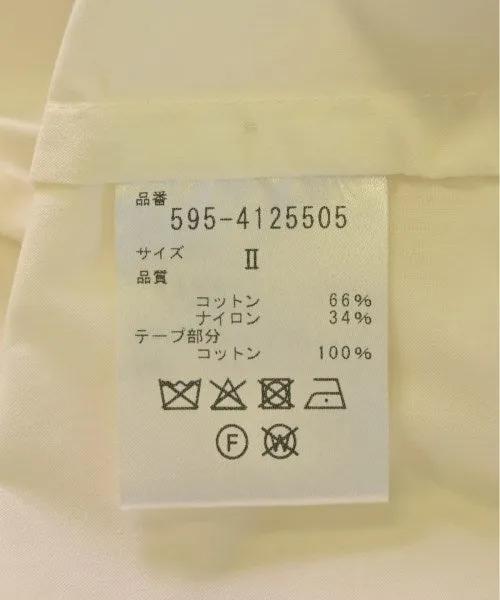 品番
595-4125505
サイズ Ⅱ
品質
コットン 66%
ナイロン 34%
テープ部分
コットン 100%
F W